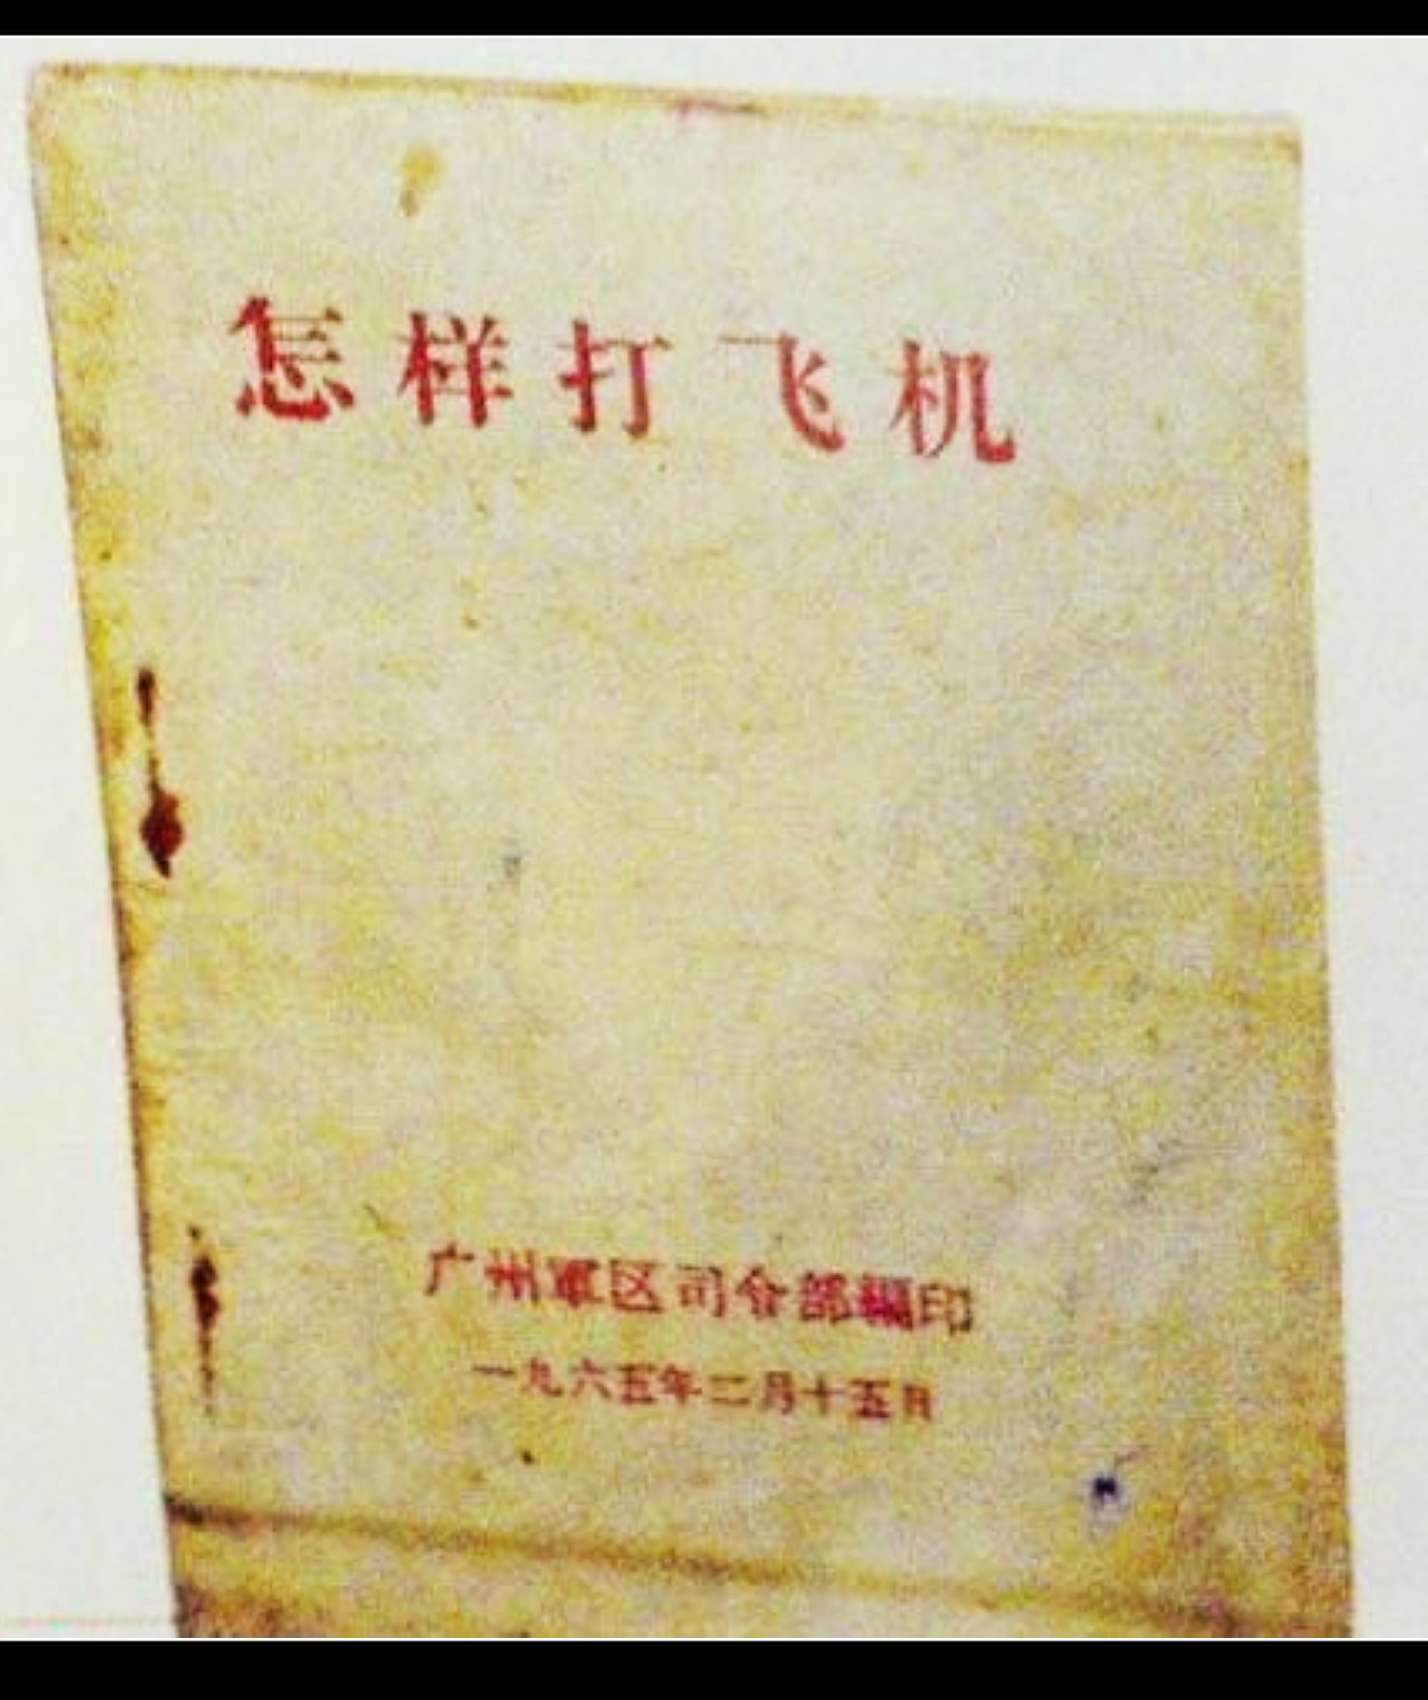 怎样打飞机
广州軍区司令部編印
一九六五年二月十五日